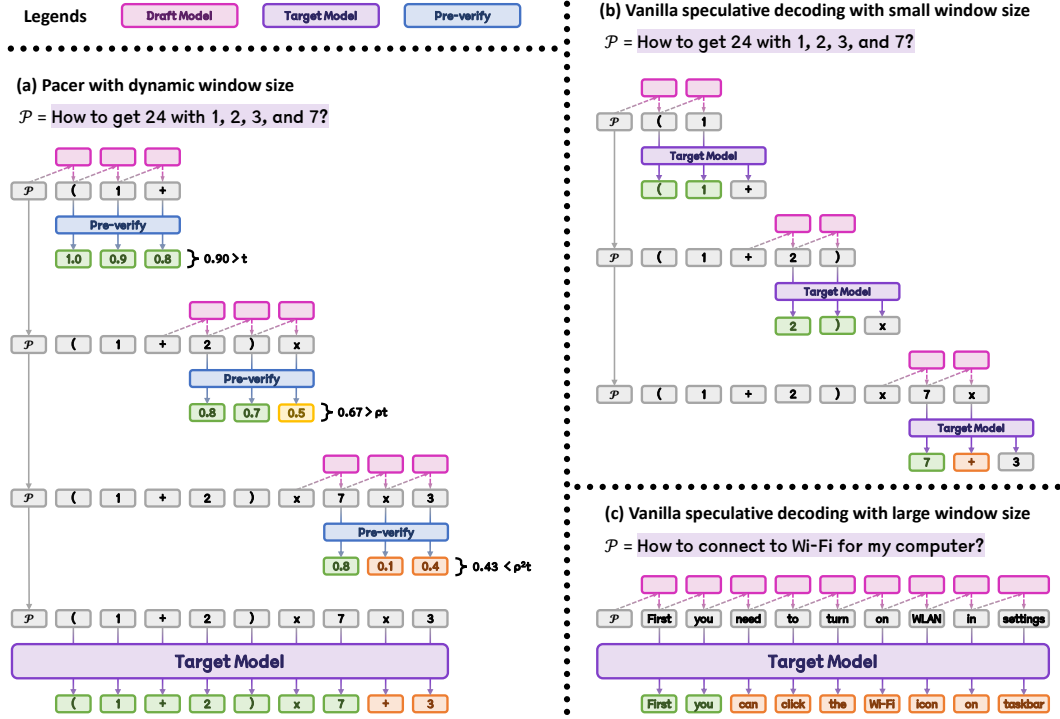 Legends
Draft Model
Target Model
Pre-verify
(a) Pacer with dynamic window size
𝒫 = How to get 24 with 1, 2, 3, and 7?
𝒫 ( 1 +
Pre-verify
1.0 0.9 0.8 0.90 > t
𝒫 ( 1 + 2 ) x
Pre-verify
0.8 0.7 0.5 0.67 > ρt
𝒫 ( 1 + 2 ) x 7 x 3
Pre-verify
0.8 0.1 0.4 0.43 < ρ²t
𝒫 ( 1 + 2 ) x 7 x 3
Target Model
( 1 + 2 ) x 7 + 3
(b) Vanilla speculative decoding with small window size
𝒫 = How to get 24 with 1, 2, 3, and 7?
𝒫 ( 1
Target Model
( 1 +
𝒫 ( 1 + 2 )
Target Model
2 ) x
𝒫 ( 1 + 2 ) x 7 x
Target Model
7 + 3
(c) Vanilla speculative decoding with large window size
𝒫 = How to connect to Wi-Fi for my computer?
𝒫 First you need to turn on WLAN in settings
Target Model
First you can click the Wi-Fi icon on taskbar